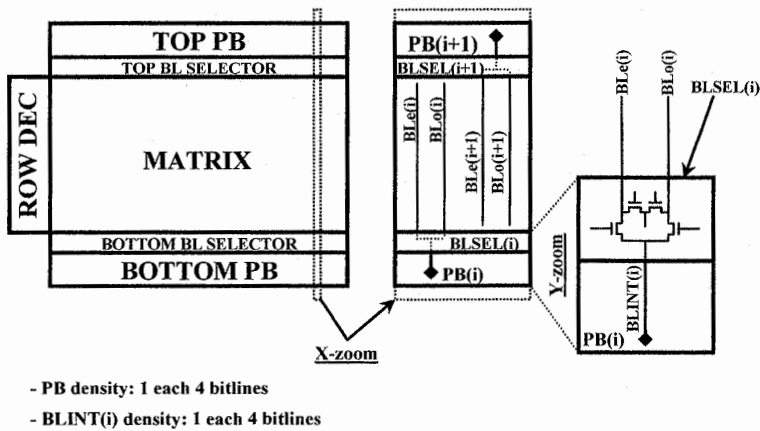 TOP PB
TOP BL SELECTOR
ROW DEC
MATRIX
BOTTOM BL SELECTOR
BOTTOM PB
X-zoom
PB(i+1)
BLSEL(i+1)
BLe(i)
BLo(i)
BLe(i+1)
BLo(i+1)
BLSEL(i)
PB(i)
Y-zoom
BLe(i)
BLo(i)
BLSEL(i)
BLINT(i)
PB(i)
- PB density: 1 each 4 bitlines
- BLINT(i) density: 1 each 4 bitlines